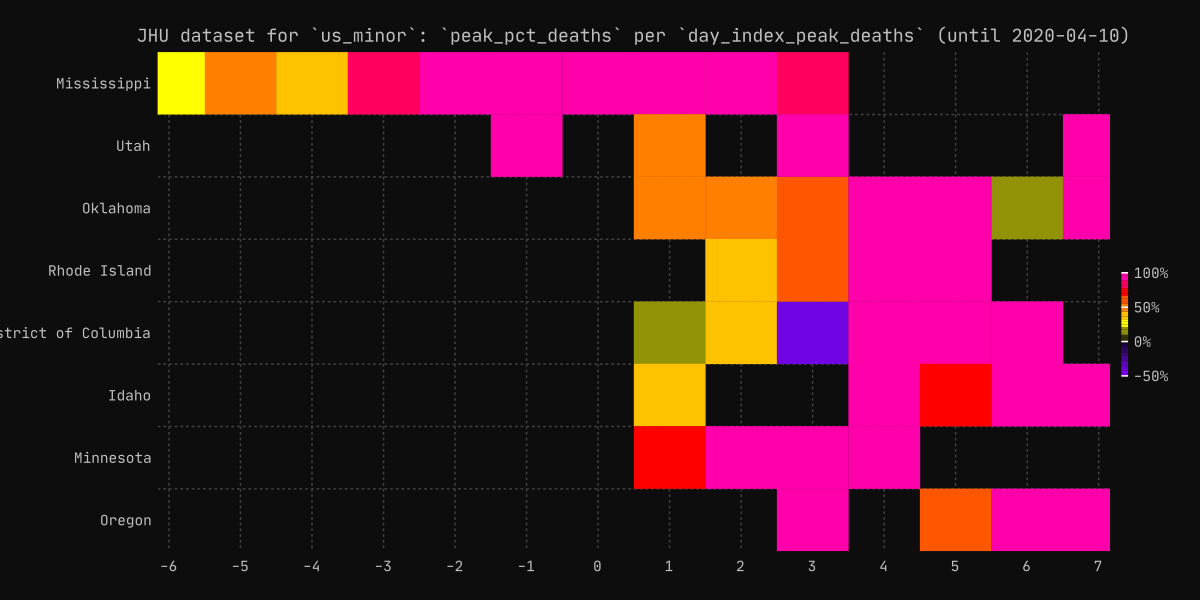 JHU dataset for `us_minor`: `peak_pct_deaths` per `day_index_peak_deaths` (until 2020-04-10)
Mississippi
Utah
Oklahoma
Rhode Island
strict of Columbia
Idaho
Minnesota
Oregon
100%
50%
0%
-50%
-6 -5 -4 -3 -2 -1 0 1 2 3 4 5 6 7